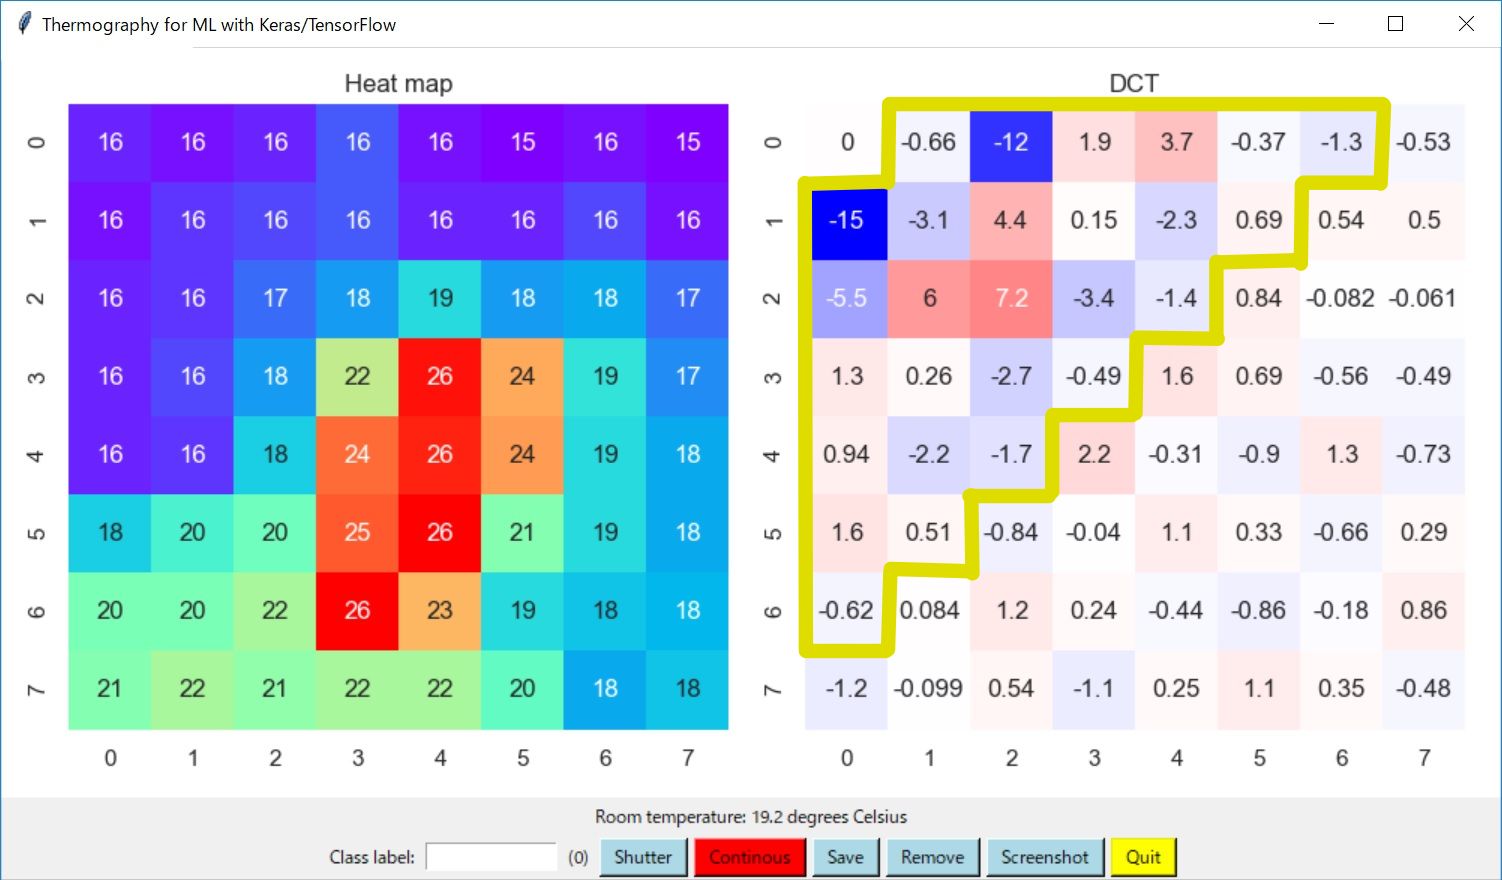 Thermography for ML with Keras/TensorFlow
Heat map
0 16 16 16 16 16 15 16 15
1 16 16 16 16 16 16 16 16
2 16 16 17 18 19 18 18 17
3 16 16 18 22 26 24 19 17
4 16 16 18 24 26 24 19 18
5 18 20 20 25 26 21 19 18
6 20 20 22 26 23 19 18 18
7 21 22 21 22 22 20 18 18
0 1 2 3 4 5 6 7
DCT
0 0 -0.66 -12 1.9 3.7 -0.37 -1.3 -0.53
1 -15 -3.1 4.4 0.15 -2.3 0.69 0.54 0.5
2 -5.5 6 7.2 -3.4 -1.4 0.84 -0.082 -0.061
3 1.3 0.26 -2.7 -0.49 1.6 0.69 -0.56 -0.49
4 0.94 -2.2 -1.7 2.2 -0.31 -0.9 1.3 -0.73
5 1.6 0.51 -0.84 -0.04 1.1 0.33 -0.66 0.29
6 -0.62 0.084 1.2 0.24 -0.44 -0.86 -0.18 0.86
7 -1.2 -0.099 0.54 -1.1 0.25 1.1 0.35 -0.48
0 1 2 3 4 5 6 7
Room temperature: 19.2 degrees Celsius
Class label: (0) Shutter Continous Save Remove Screenshot Quit